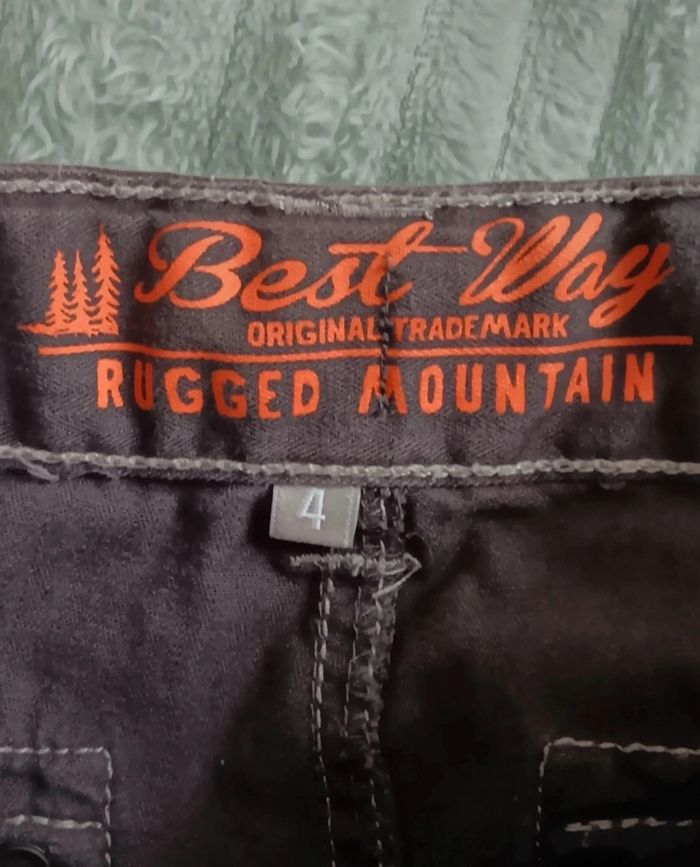 Best Way
ORIGINAL TRADEMARK
RUGGED MOUNTAIN
4